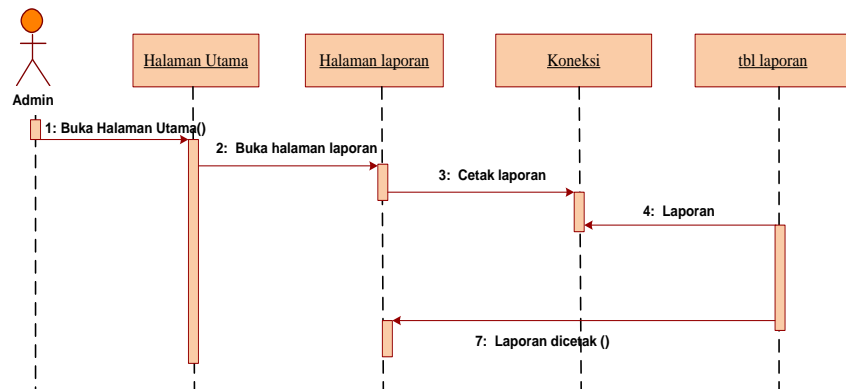 Halaman Utama
Halaman laporan
Koneksi
tbl laporan
Admin
1: Buka Halaman Utama()
2: Buka halaman laporan
3: Cetak laporan
4: Laporan
7: Laporan dicetak ()